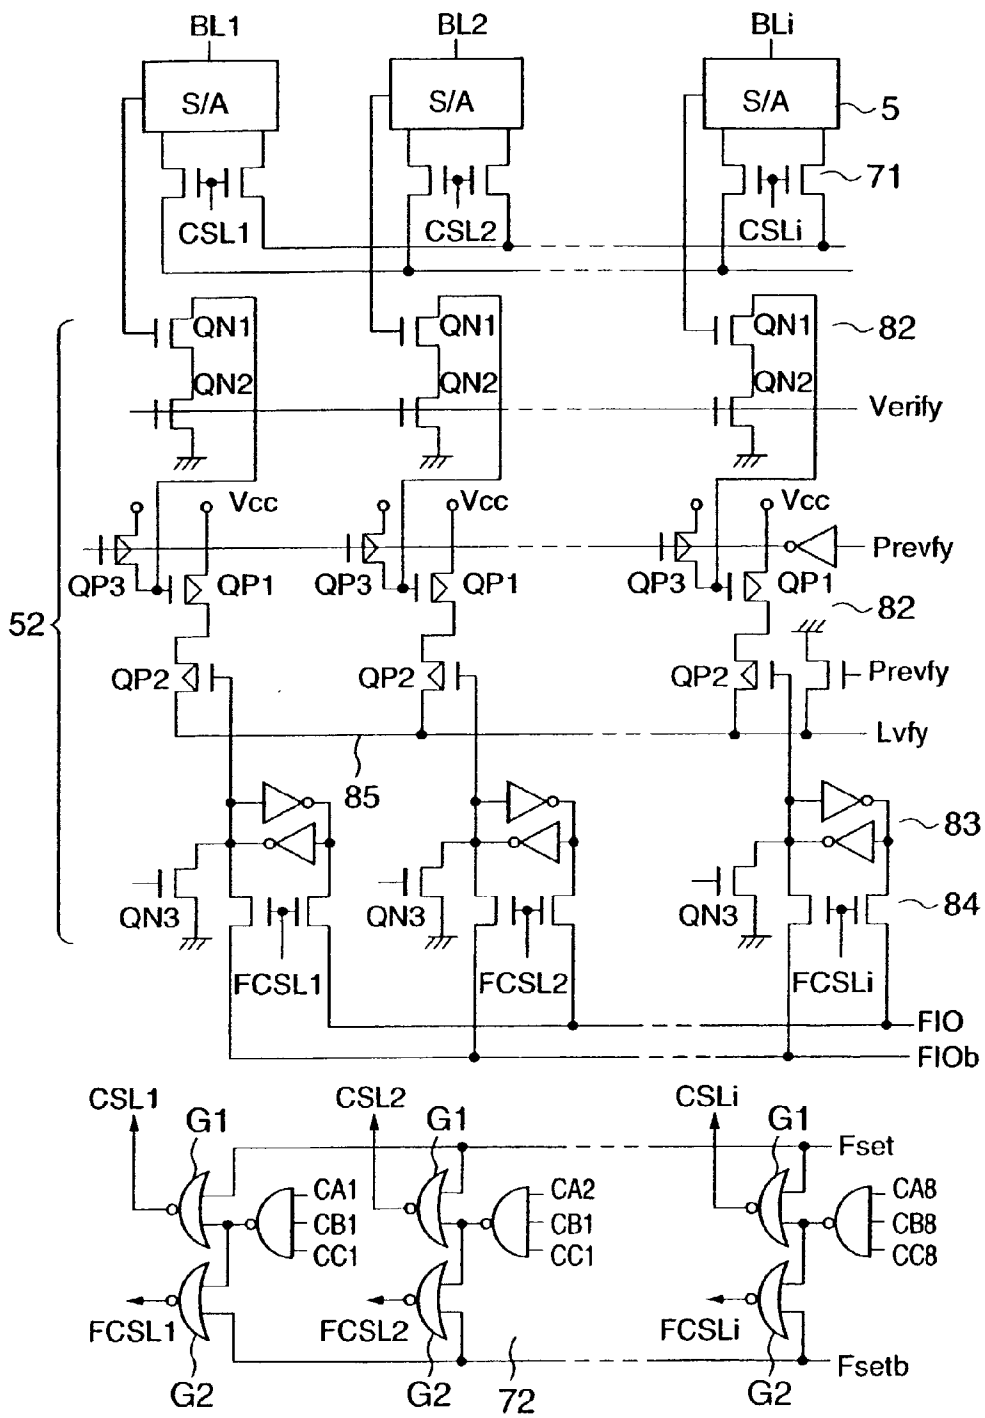 BL1 BL2 BLi
S/A S/A S/A 5
71
CSL1 CSL2 CSLi
QN1 QN1 QN1 82
QN2 QN2 QN2
Verify
Vcc Vcc Vcc
Prevfy
QP3 QP1 QP3 QP1 QP3 QP1
52 82
QP2 QP2 QP2 Prevfy
Lvfy
85
83
QN3 QN3 QN3 84
FCSL1 FCSL2 FCSLi
FIO
FIOb
CSL1 CSL2 CSLi
G1 G1 G1
Fset
CA1 CA2 CA8
CB1 CB1 CB8
CC1 CC1 CC8
FCSL1 FCSL2 FCSLi
Fsetb
G2 G2 72 G2